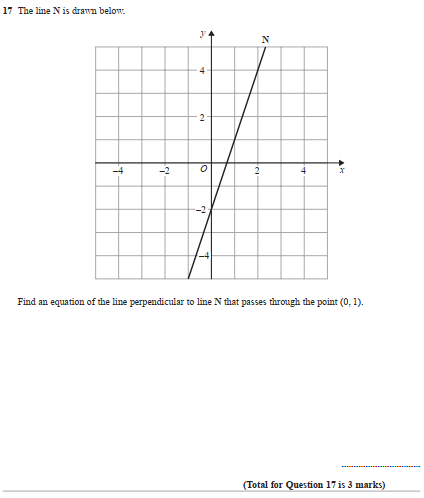 17 The line N is drawn below.
y
N
4
2
-4 -2 O 2 4 x
-2
-4
Find an equation of the line perpendicular to line N that passes through the point (0, 1).
(Total for Question 17 is 3 marks)